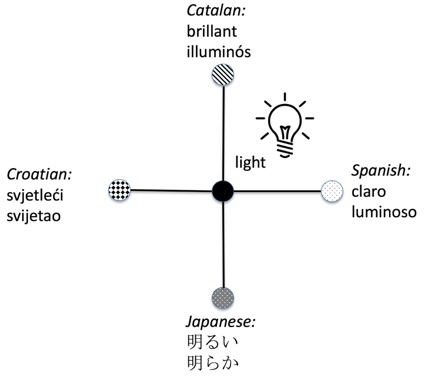 Catalan:
brillant
illuminós
light
Croatian:
svjetleći
svijetao
Spanish:
claro
luminoso
Japanese:
明るい
明らか